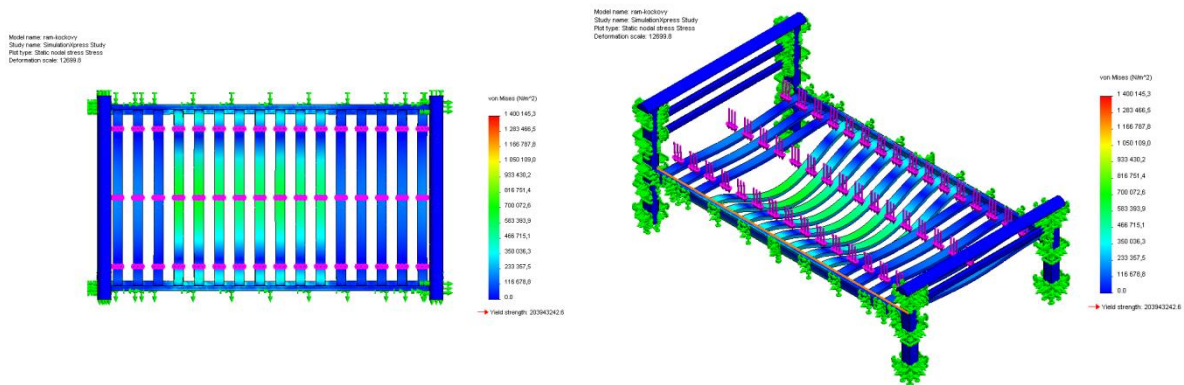 Model name: ram-kockovy
Study name: SimulationXpress Study
Plot type: Static nodal stress Stress
Deformation scale: 12699.8
von Mises (N/m^2)
1 400 145,3
1 283 466,5
1 166 787,8
1 050 109,0
933 430,2
816 751,4
700 072,6
583 393,9
466 715,1
350 036,3
233 357,5
116 678,8
0,0
Yield strength: 203943242.6
Model name: ram-kockovy
Study name: SimulationXpress Study
Plot type: Static nodal stress Stress
Deformation scale: 12699.8
von Mises (N/m^2)
1 400 145,3
1 283 466,5
1 166 787,8
1 050 109,0
933 430,2
816 751,4
700 072,6
583 393,9
466 715,1
350 036,3
233 357,5
116 678,8
0,0
Yield strength: 203943242.6